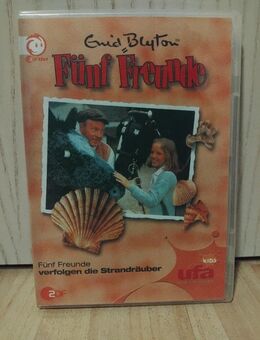 Enid Blyton
Fünf Freunde
Fünf Freunde
verfolgen die Strandräuber
KIDS
ufa
ZDF